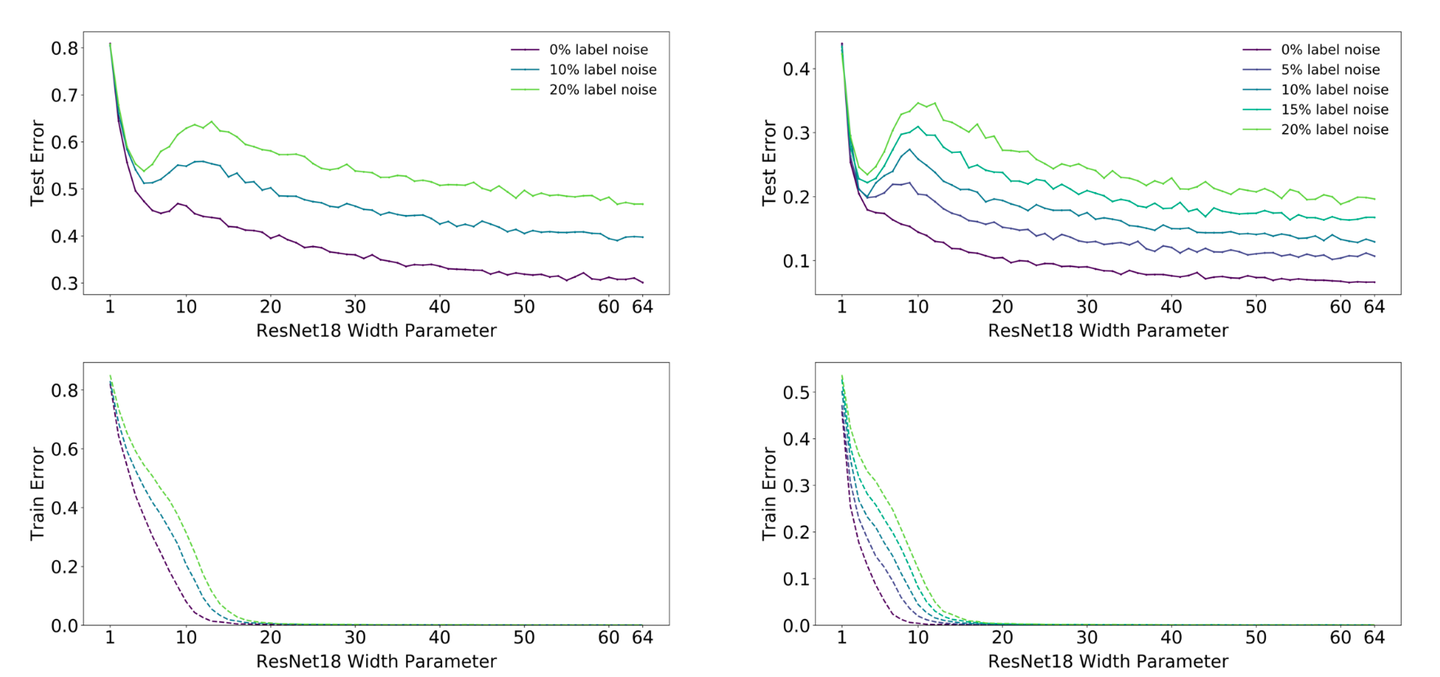 Test Error
0.8
0.7
0.6
0.5
0.4
0.3
0% label noise
10% label noise
20% label noise
1 10 20 30 40 50 60 64
ResNet18 Width Parameter
Test Error
0.4
0.3
0.2
0.1
0% label noise
5% label noise
10% label noise
15% label noise
20% label noise
1 10 20 30 40 50 60 64
ResNet18 Width Parameter
Train Error
0.8
0.6
0.4
0.2
0.0
1 10 20 30 40 50 60 64
ResNet18 Width Parameter
Train Error
0.5
0.4
0.3
0.2
0.1
0.0
1 10 20 30 40 50 60 64
ResNet18 Width Parameter